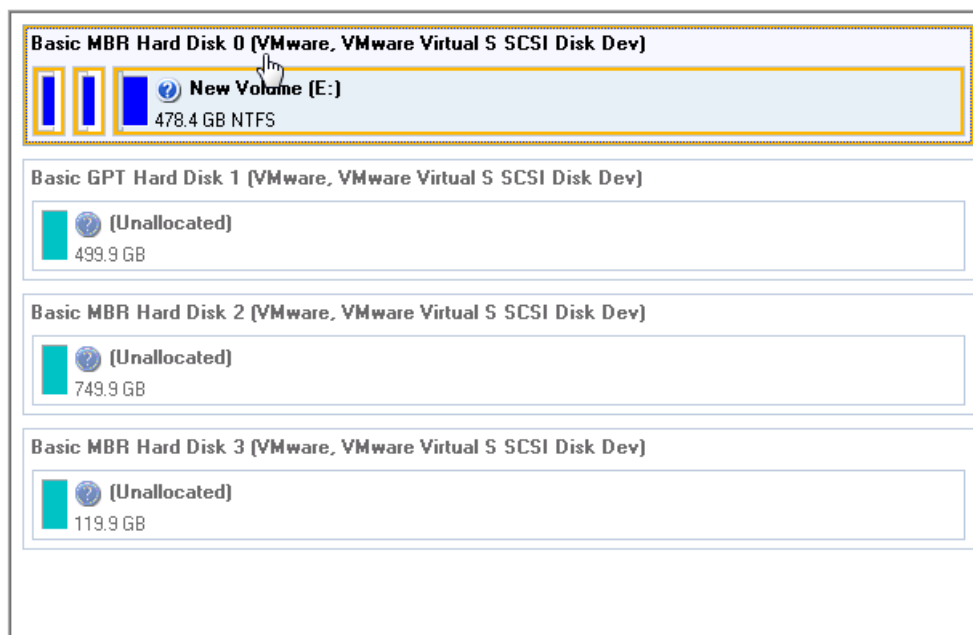 Basic MBR Hard Disk 0 (VMware, VMware Virtual S SCSI Disk Dev)
New Volume (E:)
478.4 GB NTFS
Basic GPT Hard Disk 1 (VMware, VMware Virtual S SCSI Disk Dev)
(Unallocated)
499.9 GB
Basic MBR Hard Disk 2 (VMware, VMware Virtual S SCSI Disk Dev)
(Unallocated)
749.9 GB
Basic MBR Hard Disk 3 (VMware, VMware Virtual S SCSI Disk Dev)
(Unallocated)
119.9 GB